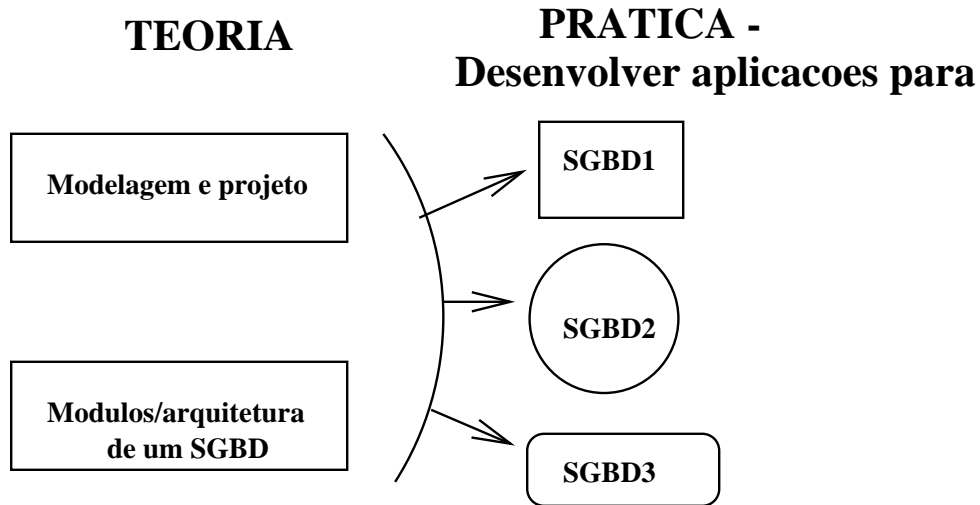 TEORIA
PRATICA -
Desenvolver aplicacoes para
Modelagem e projeto
SGBD1
SGBD2
Modulos/arquitetura
de um SGBD
SGBD3